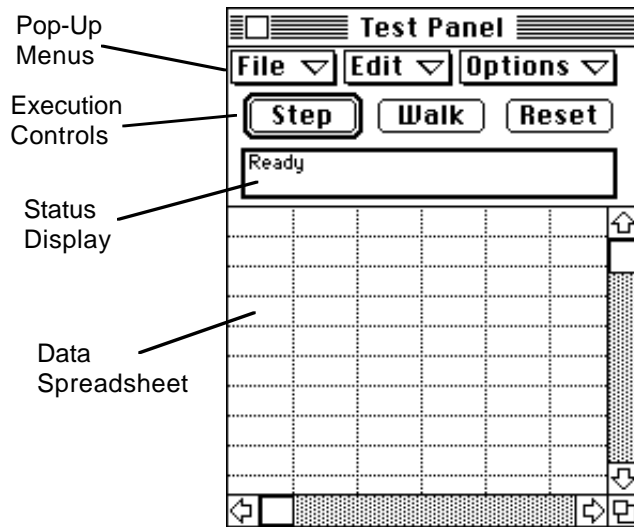 Pop-Up
Menus
Execution
Controls
Status
Display
Data
Spreadsheet
Test Panel
File Edit Options
Step Walk Reset
Ready